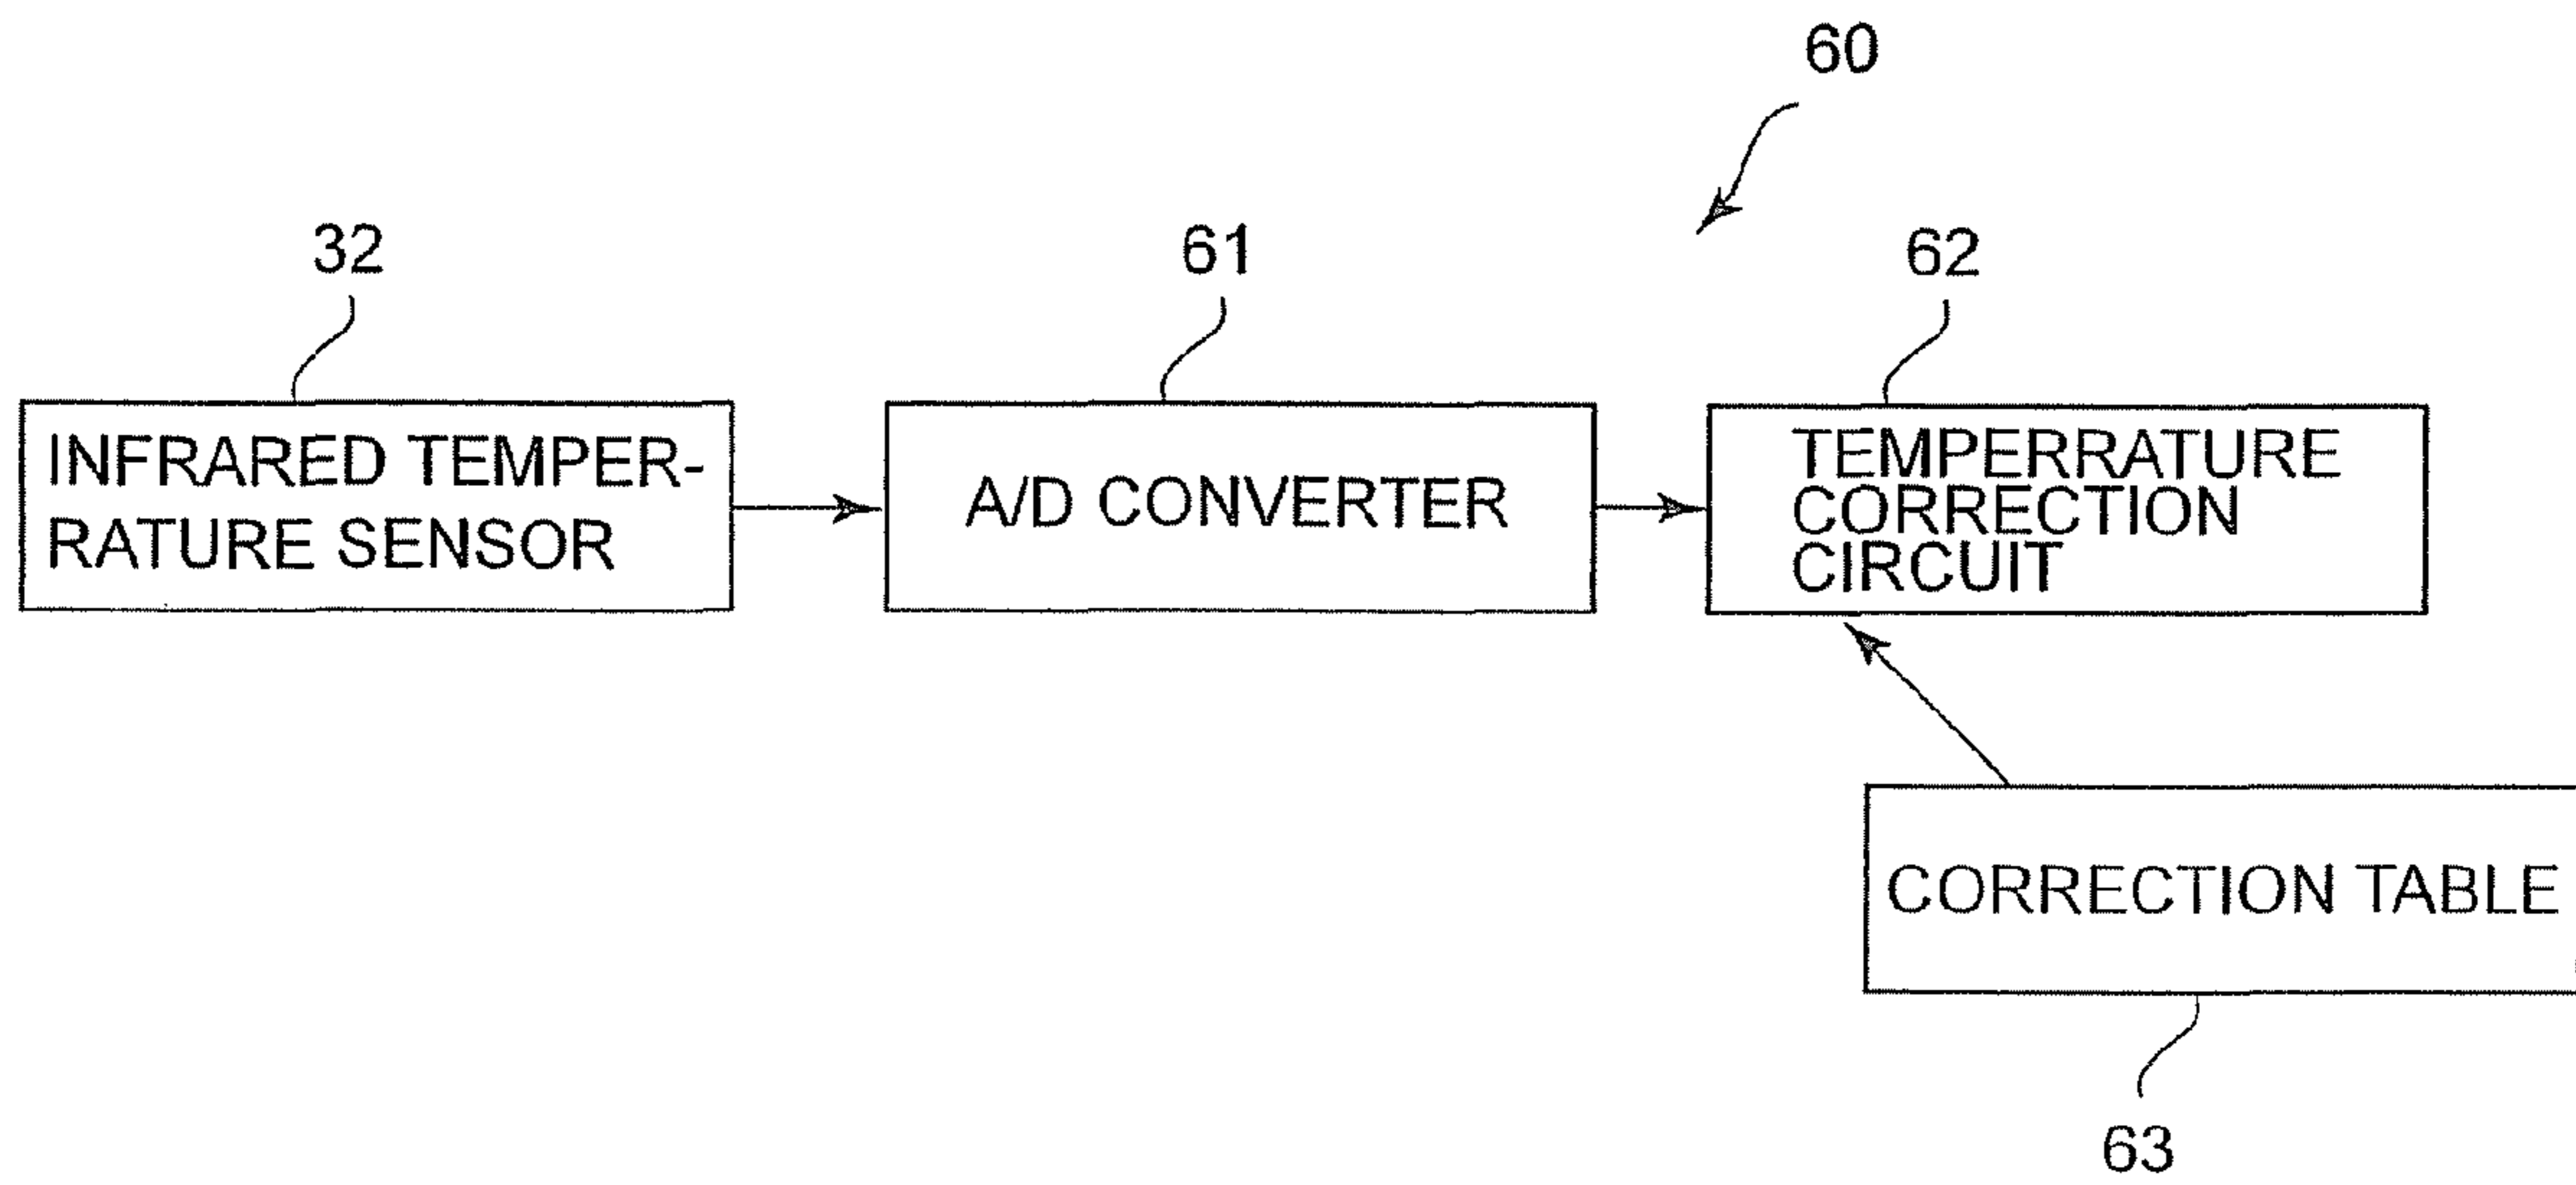 60
32
61
62
INFRARED TEMPER-
RATURE SENSOR
A/D CONVERTER
TEMPERRATURE
CORRECTION
CIRCUIT
CORRECTION TABLE
63